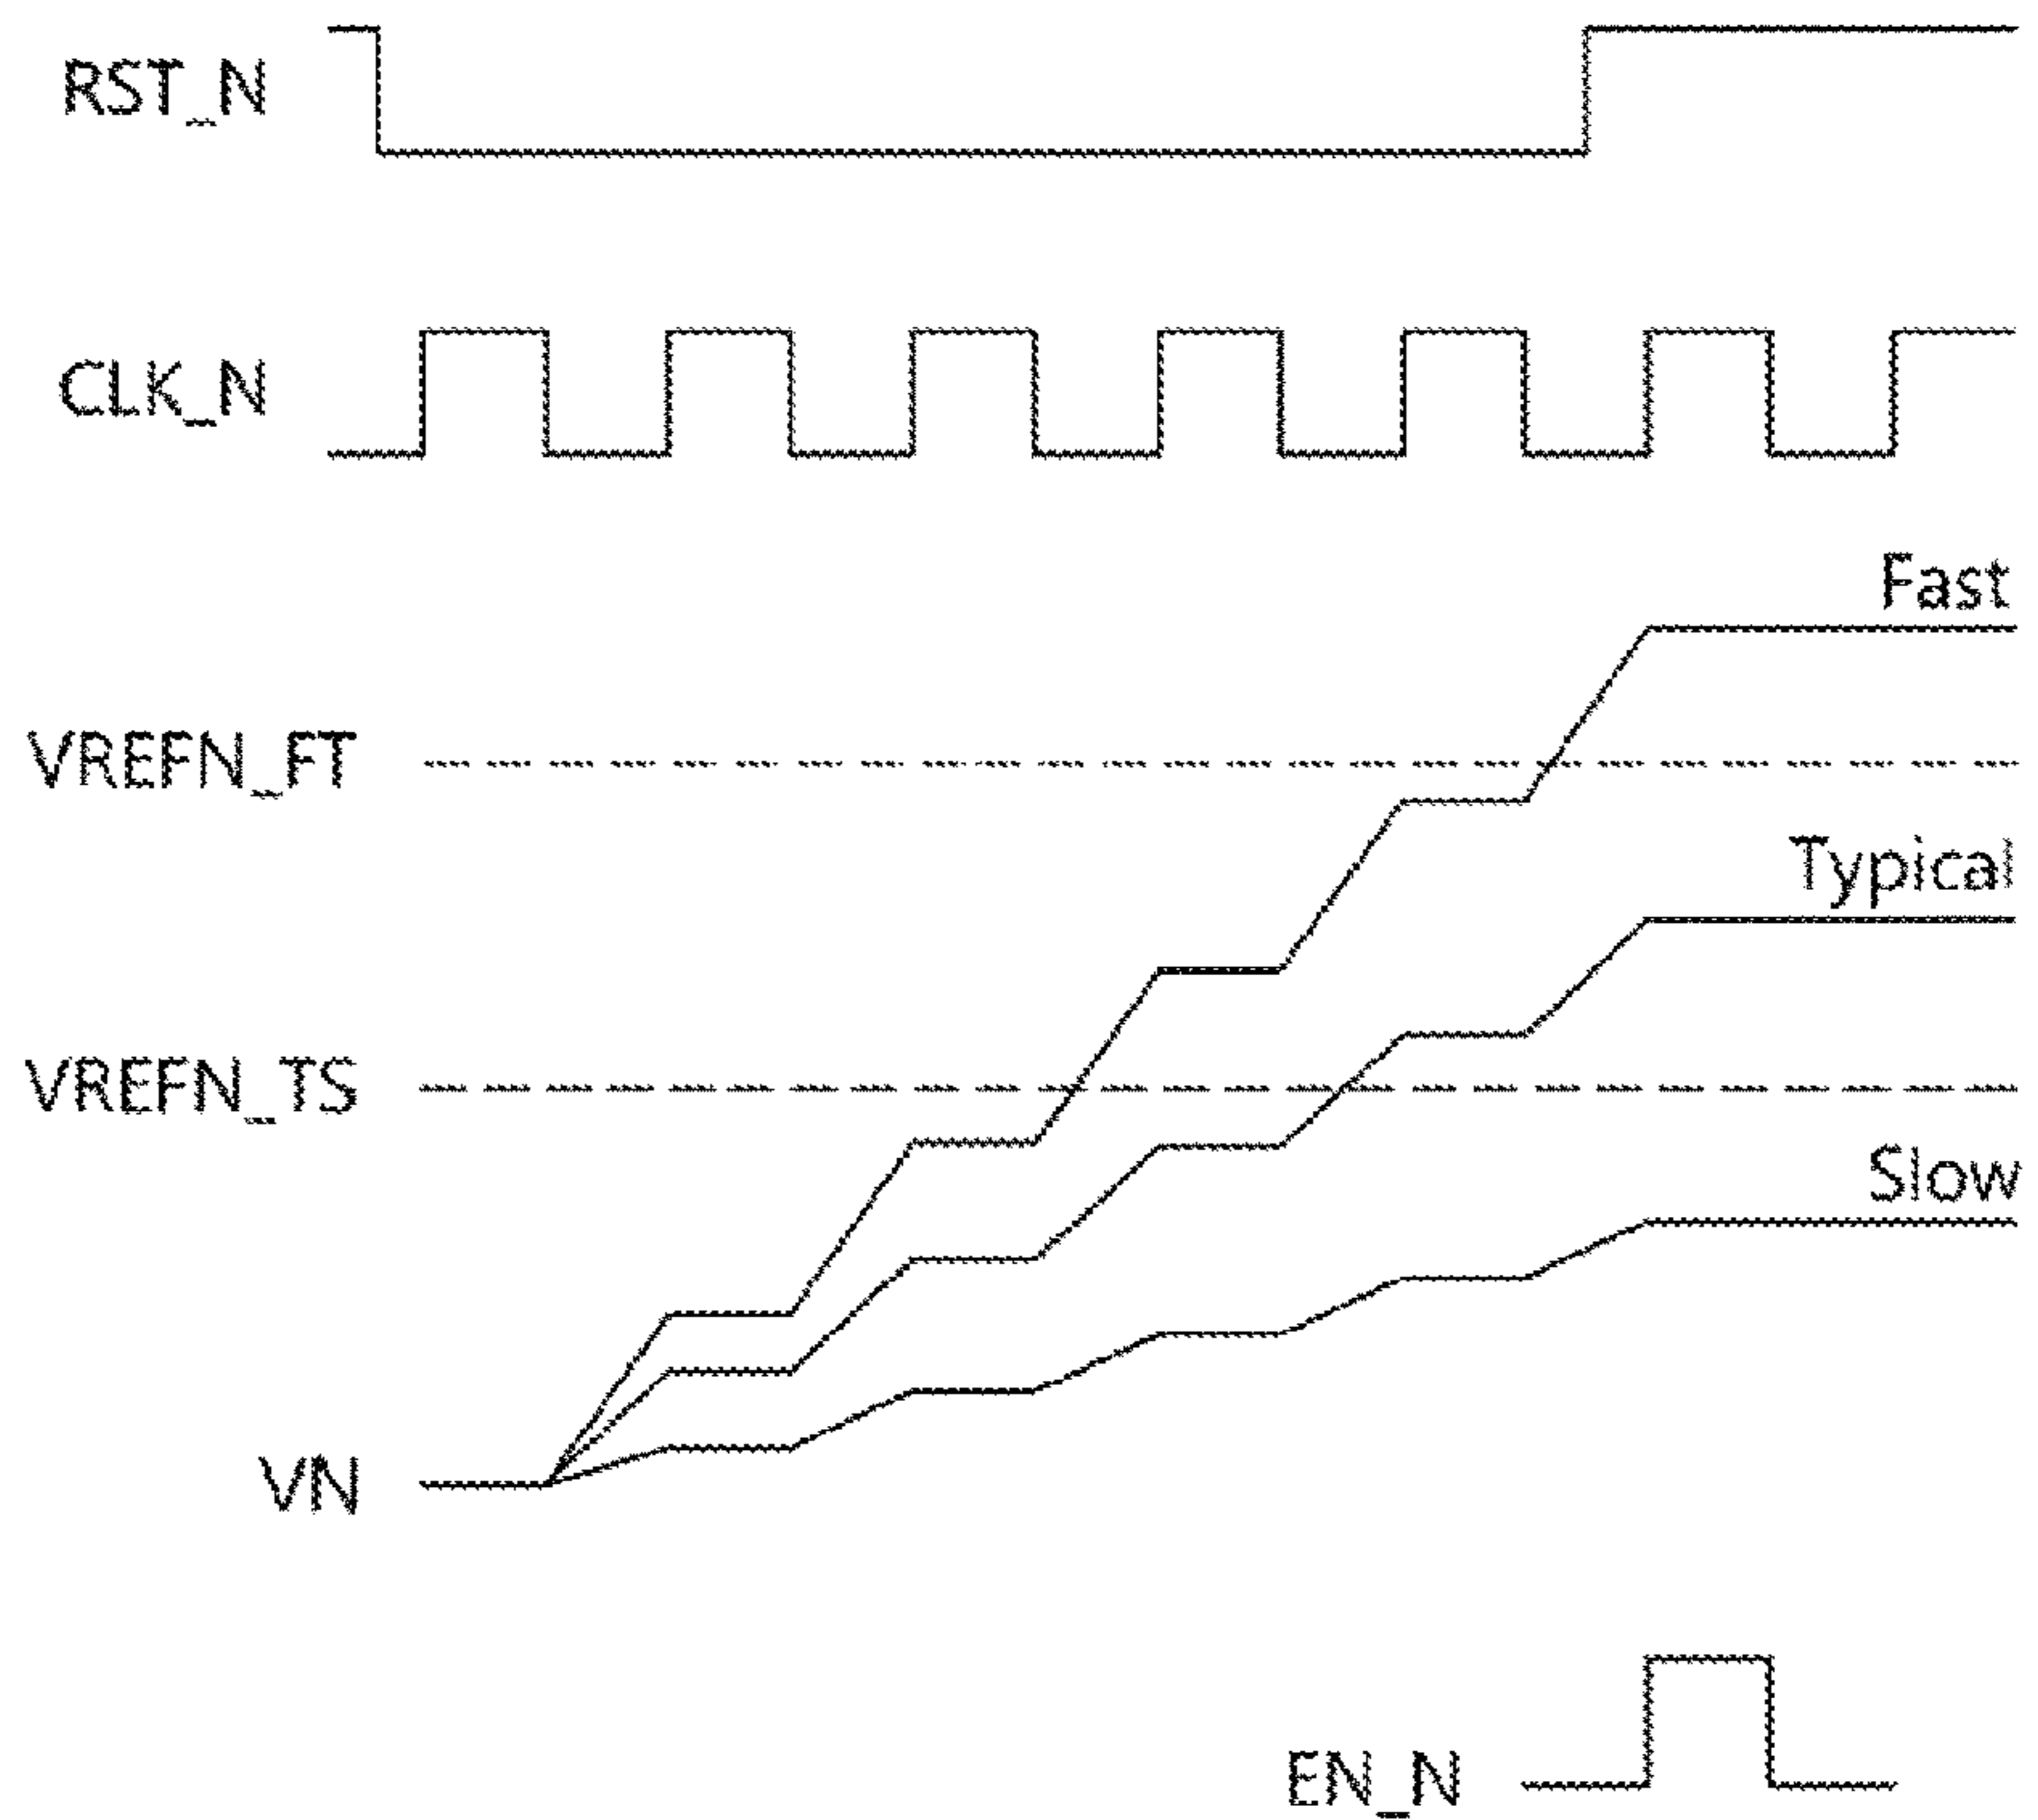 RST_N
CLK_N
Fast
VREFN_FT
Typical
VREFN_TS
Slow
VN
EN_N